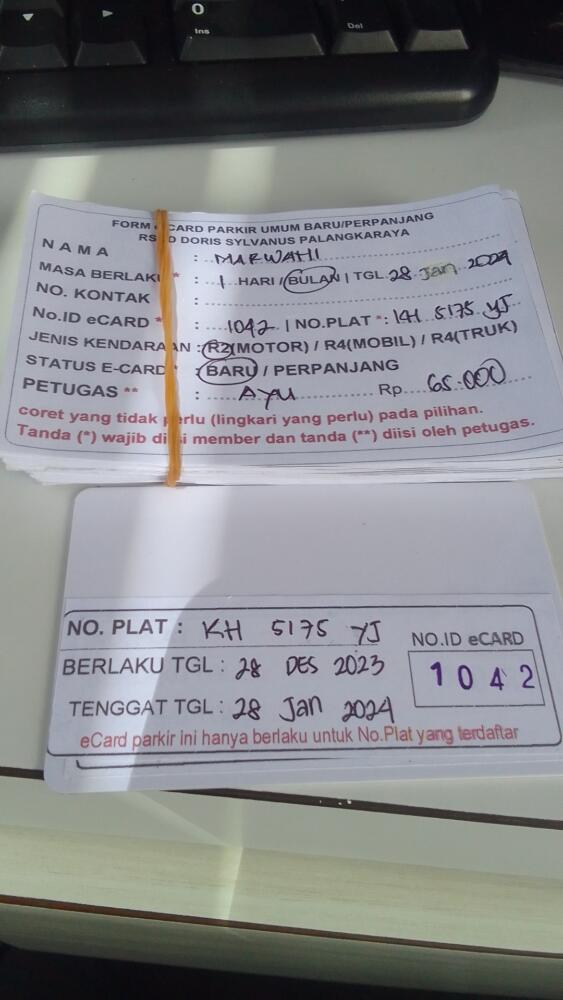 0
Ins
Del
FORM eCARD PARKIR UMUM BARU/PERPANJANG
RS D DORIS SYLVANUS PALANGKARAYA
NAMA : MARWAHI
MASA BERLAKU * : 1 HARI / BULAN | TGL 28 Jan 2024
NO. KONTAK :
No.ID eCARD * : 1042 | NO.PLAT * : KH 5175 YJ
JENIS KENDARAAN : R2(MOTOR) / R4(MOBIL) / R4(TRUK)
STATUS E-CARD * : BARU / PERPANJANG
PETUGAS ** : AYU Rp 65.000
coret yang tidak perlu (lingkari yang perlu) pada pilihan.
Tanda (*) wajib diisi member dan tanda (**) diisi oleh petugas.
NO. PLAT : KH 5175 YJ
NO.ID eCARD
BERLAKU TGL : 28 DES 2023
1042
TENGGAT TGL : 28 Jan 2024
eCard parkir ini hanya berlaku untuk No.Plat yang terdaftar